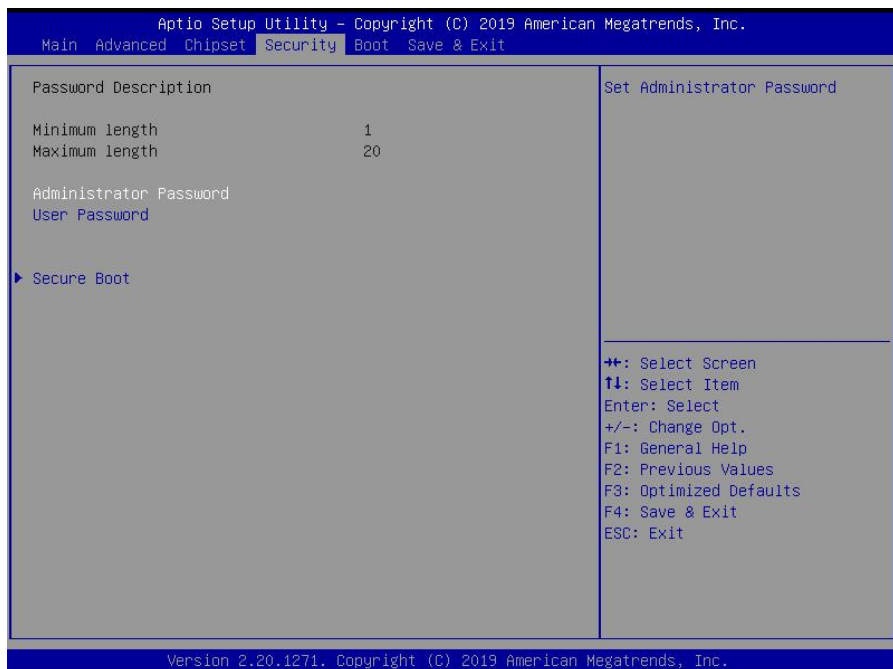 Aptio Setup Utility – Copyright (C) 2019 American Megatrends, Inc.
Main Advanced Chipset Security Boot Save & Exit
Password Description
Minimum length 1
Maximum length 20
Administrator Password
User Password
Secure Boot
Set Administrator Password
→←: Select Screen
↑↓: Select Item
Enter: Select
+/-: Change Opt.
F1: General Help
F2: Previous Values
F3: Optimized Defaults
F4: Save & Exit
ESC: Exit
Version 2.20.1271. Copyright (C) 2019 American Megatrends, Inc.